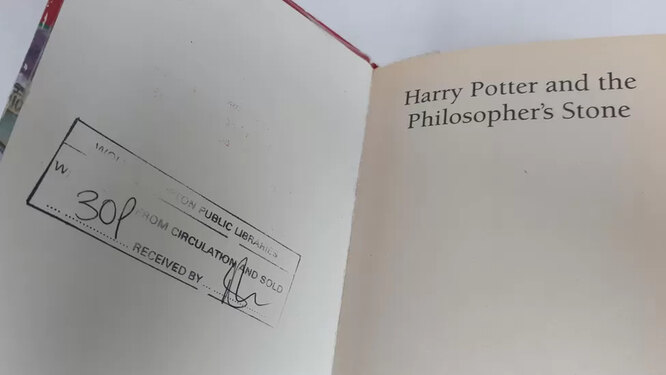 Harry Potter and the
Philosopher's Stone
PUBLIC LIBRARIES
FROM CIRCULATION AND SOLD
30p
RECEIVED BY